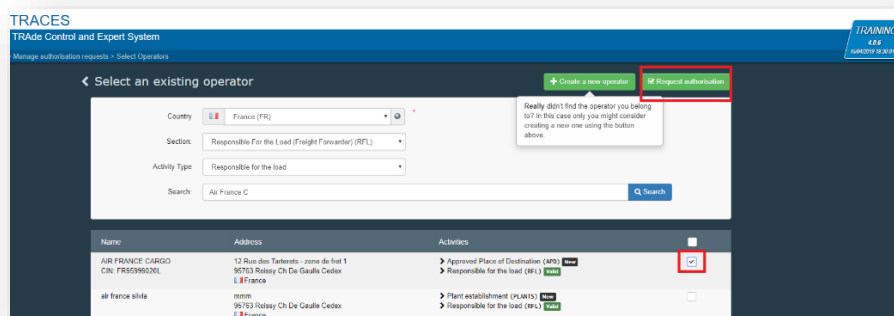 TRACES
TRAde Control and Expert System
TRAINING
4.0.6
Manage authorisation requests > Select Operators
Select an existing operator
Create a new operator
Request authorisation
Really didn't find the operator you belong
to? In this case only you might consider
creating a new one using the button
above.
Country
France (FR)
*
Section:
Responsible For the Load (Freight Forwarder) (RFL)
Activity Type
Responsible for the load
Search:
Air France C
Search
Name
Address
Activities
AIR FRANCE CARGO
12 Rue des Tarterets - zone de fret 1
Approved Place of Destination (APD) New
CIN: FR95999020L
95763 Roissy Ch De Gaulle Cedex
Responsible for the load (RFL) Valid
France
air france silvia
mmm
Plant establishment (PLANTS) New
95763 Roissy Ch De Gaulle Cedex
Responsible for the load (RFL) Valid
France